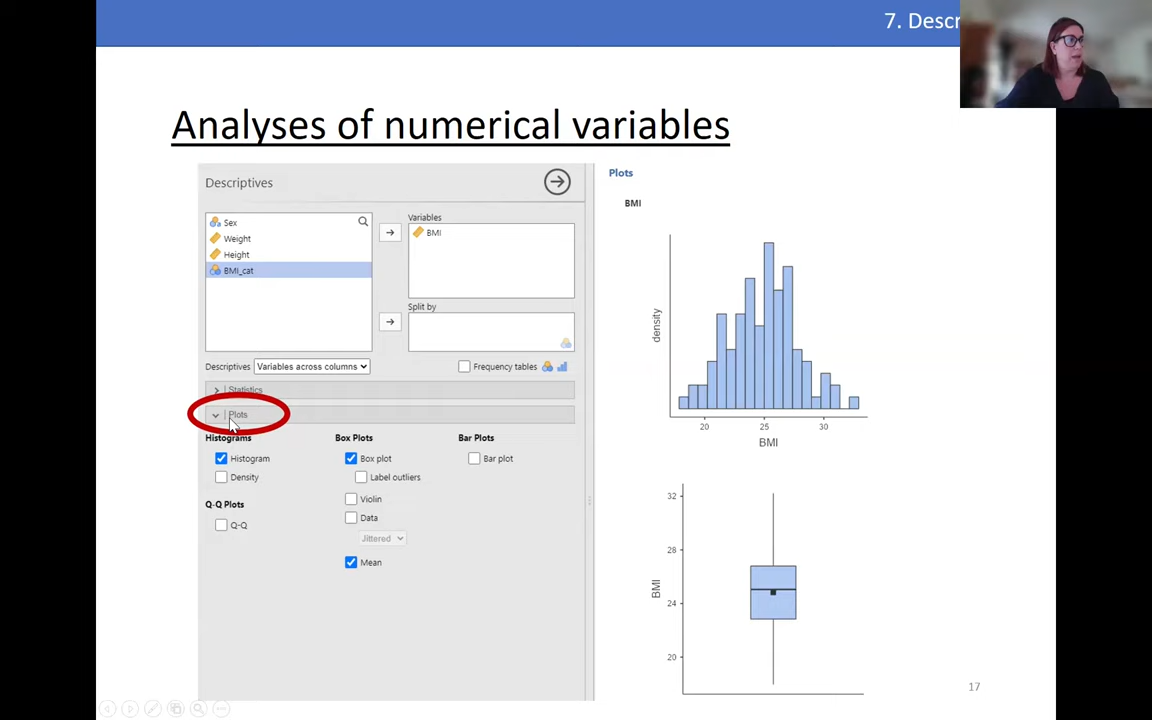 7. Descr
Analyses of numerical variables
Descriptives
Sex
Weight
Height
BMI_cat
Variables
BMI
Split by
Descriptives Variables across columns Frequency tables
Statistics
Plots
Histograms Box Plots Bar Plots
Histogram Box plot Bar plot
Density Label outliers
Violin
Q-Q Plots
Data
Q-Q
Jittered
Mean
Plots
BMI
density
20 25 30
BMI
32
28
BMI
24
20
17